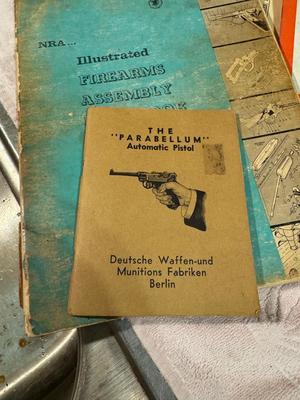 NRA...
Illustrated
FIREARMS
ASSEMBLY
THE
"PARABELLUM"
Automatic Pistol
Deutsche Waffen-und
Munitions Fabriken
Berlin